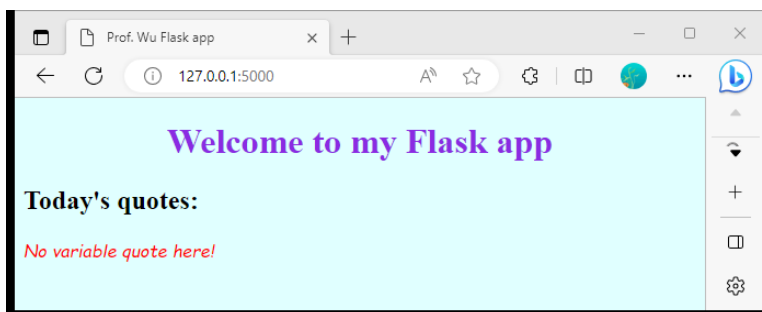 Prof. Wu Flask app
127.0.0.1:5000
Welcome to my Flask app
Today's quotes:
No variable quote here!